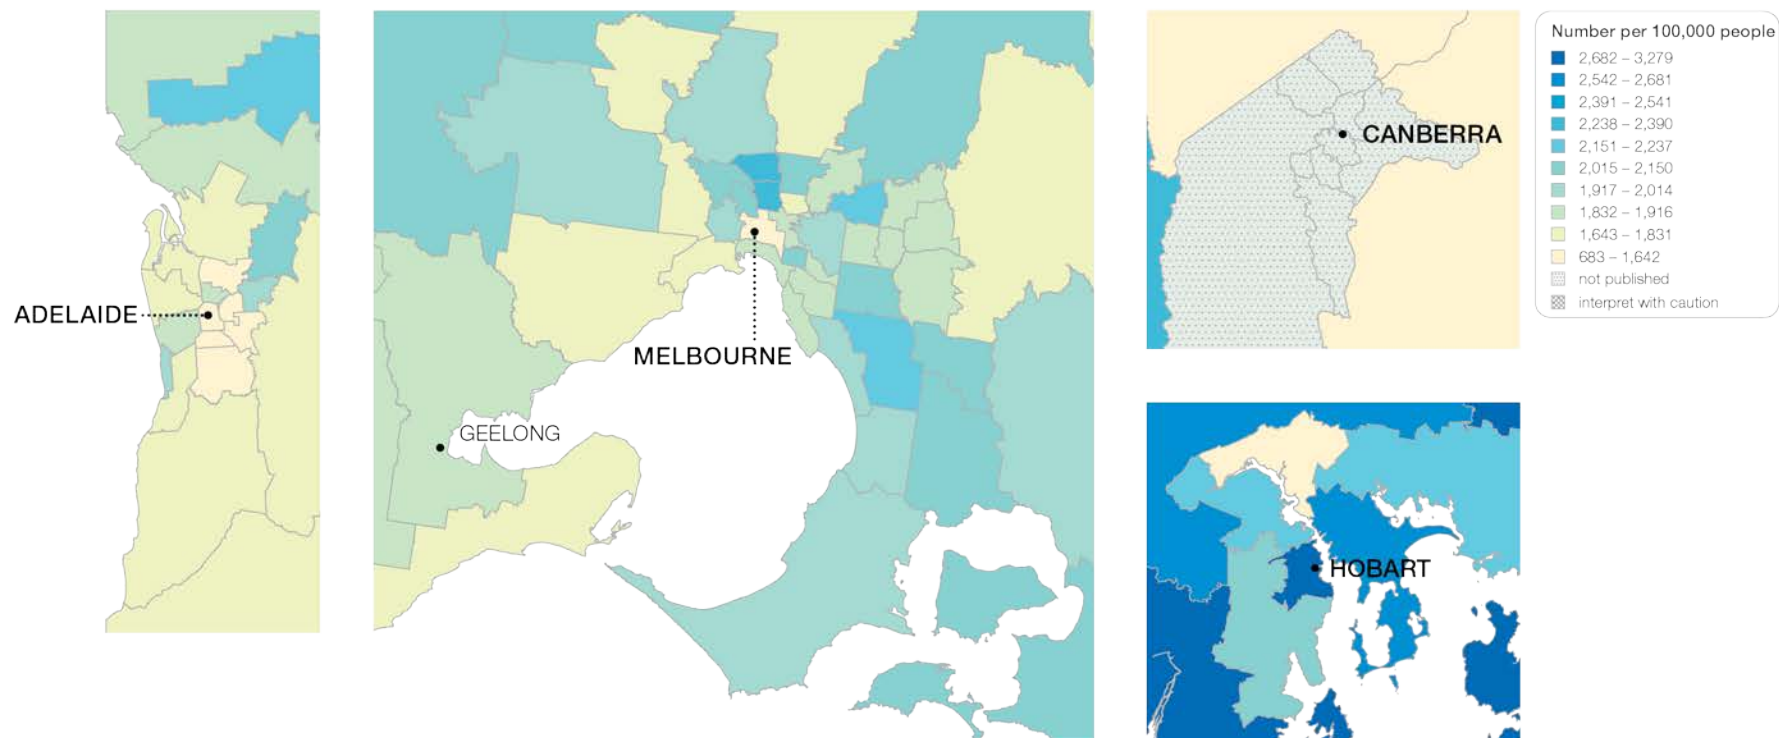 ADELAIDE
MELBOURNE
GEELONG
CANBERRA
HOBART
Number per 100,000 people
2,682 – 3,279
2,542 – 2,681
2,391 – 2,541
2,238 – 2,390
2,151 – 2,237
2,015 – 2,150
1,917 – 2,014
1,832 – 1,916
1,643 – 1,831
683 – 1,642
not published
interpret with caution